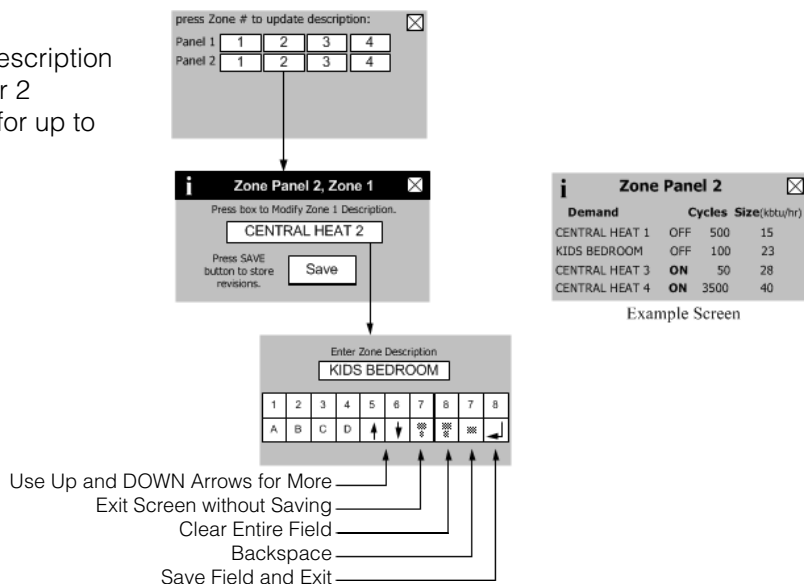 press Zone # to update description:
Panel 1 1 2 3 4
Panel 2 1 2 3 4
escription
r 2
for up to
i Zone Panel 2, Zone 1
Press box to Modify Zone 1 Description.
CENTRAL HEAT 2
Press SAVE
button to store
revisions.
Save
i Zone Panel 2
Demand Cycles Size(kbtu/hr)
CENTRAL HEAT 1 OFF 500 15
KIDS BEDROOM OFF 100 23
CENTRAL HEAT 3 ON 50 28
CENTRAL HEAT 4 ON 3500 40
Example Screen
Enter Zone Description
KIDS BEDROOM
1 2 3 4 5 6 7 8 7 8
A B C D
Use Up and DOWN Arrows for More
Exit Screen without Saving
Clear Entire Field
Backspace
Save Field and Exit